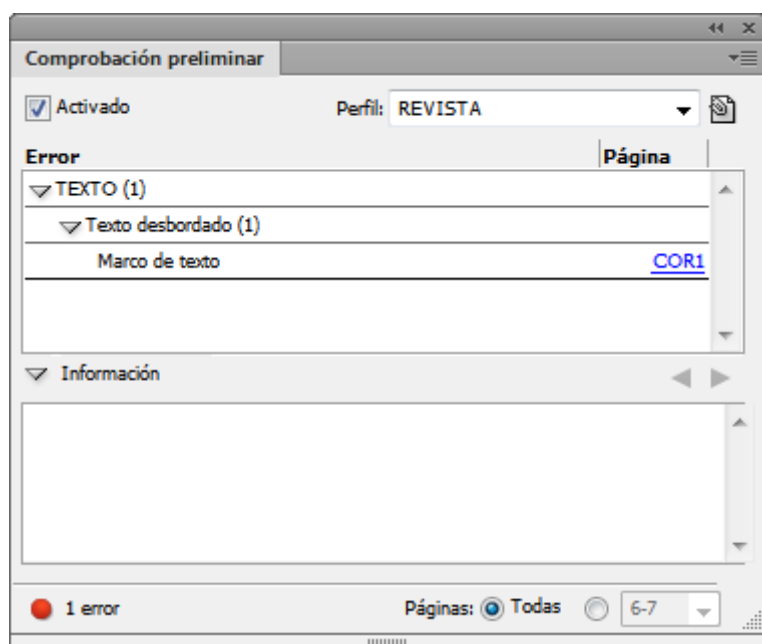 Comprobación preliminar
Activado Perfil: REVISTA
Error Página
TEXTO (1)
Texto desbordado (1)
Marco de texto COR1
Información
1 error Páginas: Todas 6-7